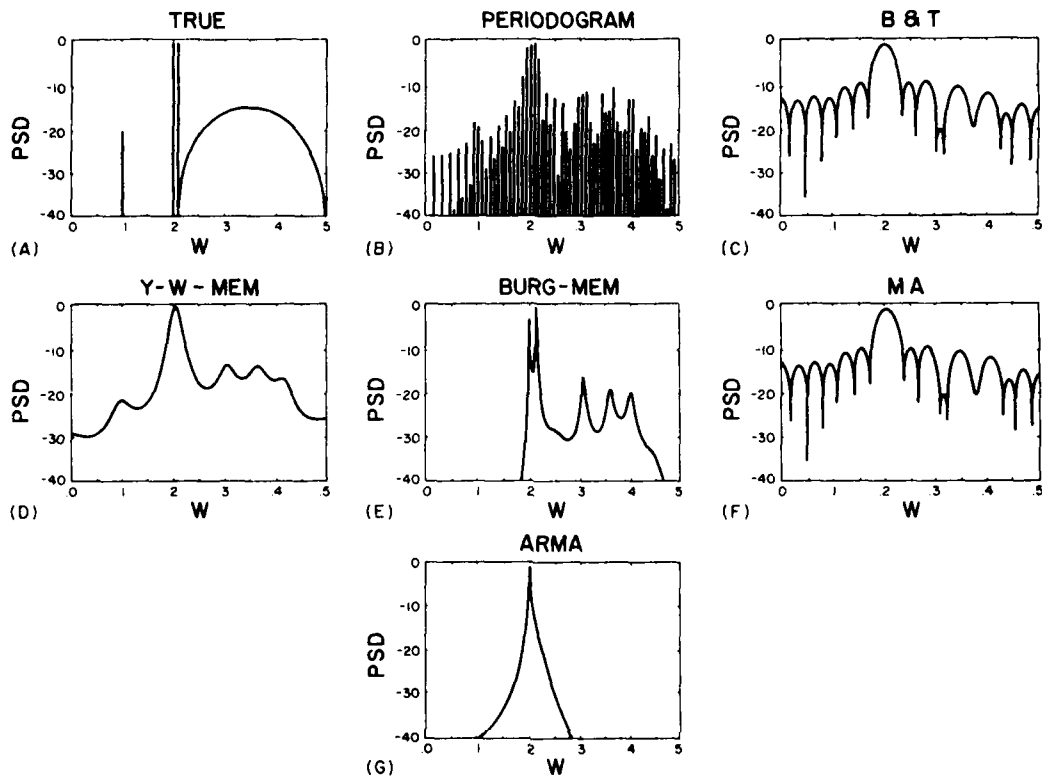 TRUE
0
-10
-20
-30
-40
PSD
.0 .1 .2 .3 .4 .5
(A)
W
PERIODOGRAM
0
-10
-20
-30
-40
PSD
.0 .1 .2 .3 .4 .5
(B)
W
B & T
0
-10
-20
-30
-40
PSD
.0 .1 .2 .3 .4 .5
(C)
W
Y-W-MEM
0
-10
-20
-30
-40
PSD
.0 .1 .2 .3 .4 .5
(D)
W
BURG-MEM
0
-10
-20
-30
-40
PSD
.0 .1 .2 .3 .4 .5
(E)
W
MA
0
-10
-20
-30
-40
PSD
.0 .1 .2 .3 .4 .5
(F)
W
ARMA
0
-10
-20
-30
-40
PSD
.0 .1 .2 .3 .4 .5
(G)
W